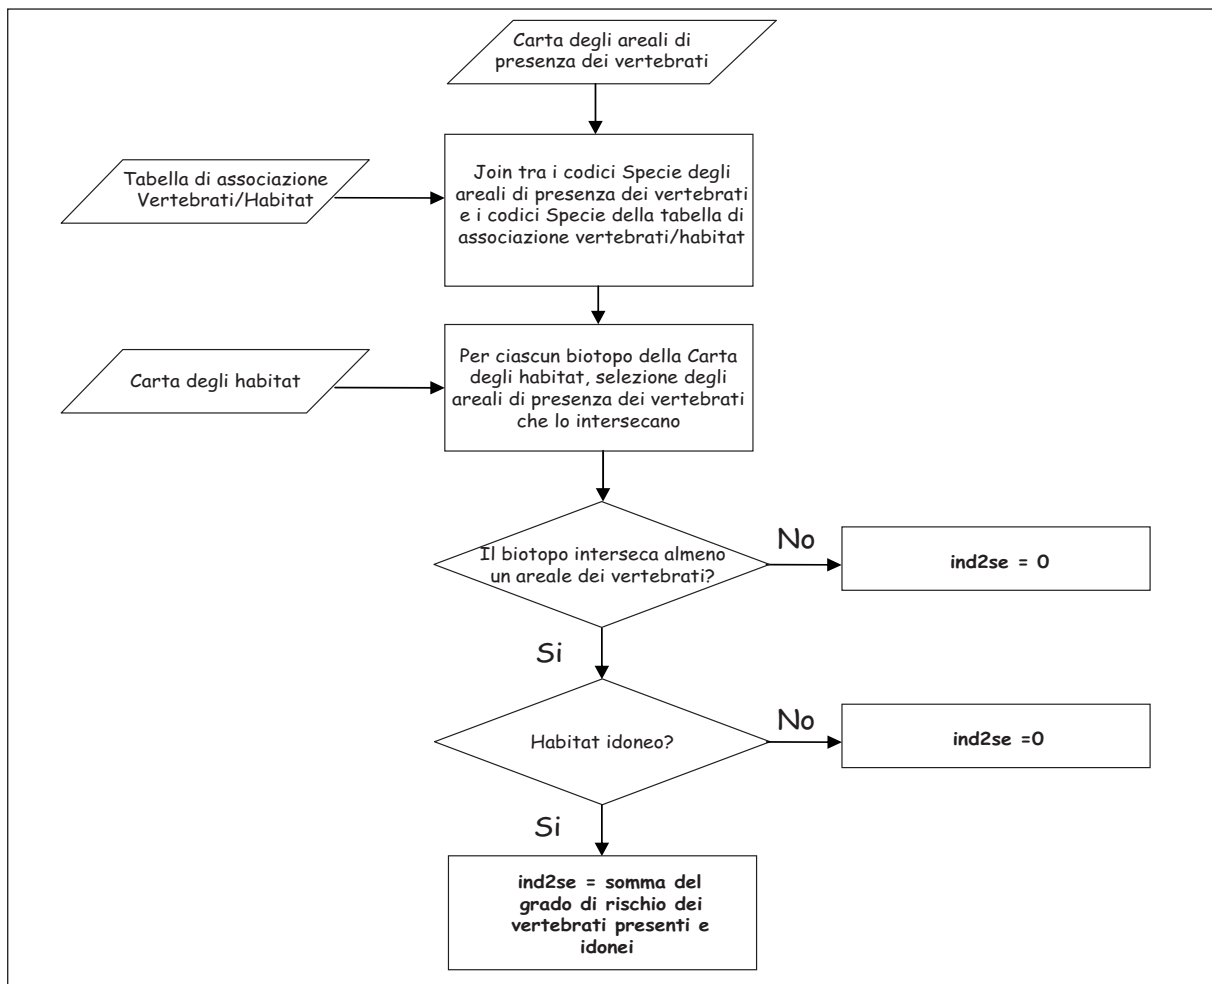 Carta degli areali di
presenza dei vertebrati
Tabella di associazione
Vertebrati/Habitat
Join tra i codici Specie degli
areali di presenza dei vertebrati
e i codici Specie della tabella di
associazione vertebrati/habitat
Carta degli habitat
Per ciascun biotopo della Carta
degli habitat, selezione degli
areali di presenza dei vertebrati
che lo intersecano
Il biotopo interseca almeno
un areale dei vertebrati?
No
ind2se = 0
Si
Habitat idoneo?
No
ind2se =0
Si
ind2se = somma del
grado di rischio dei
vertebrati presenti e
idonei